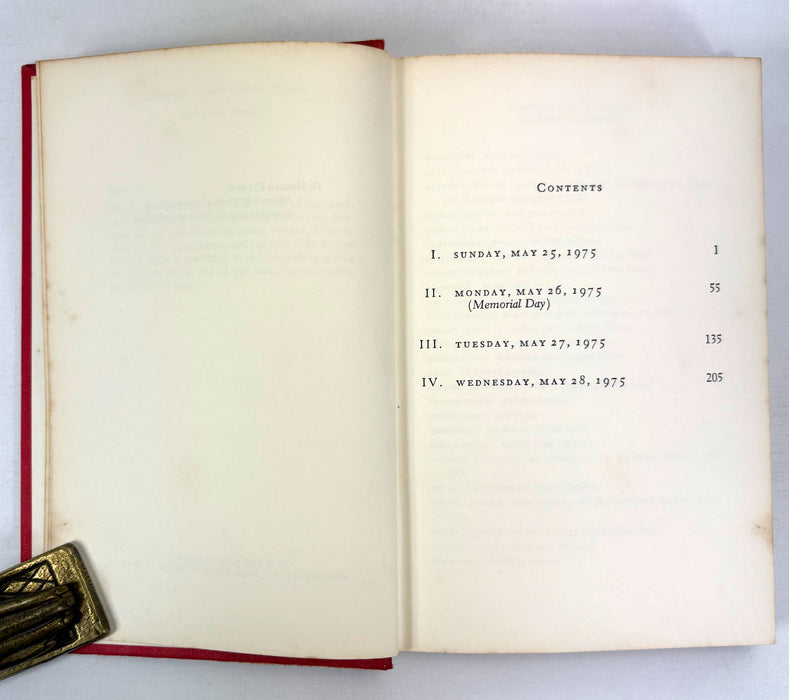 Contents
I. SUNDAY, MAY 25, 1975 1
II. MONDAY, MAY 26, 1975 55
(Memorial Day)
III. TUESDAY, MAY 27, 1975 135
IV. WEDNESDAY, MAY 28, 1975 205